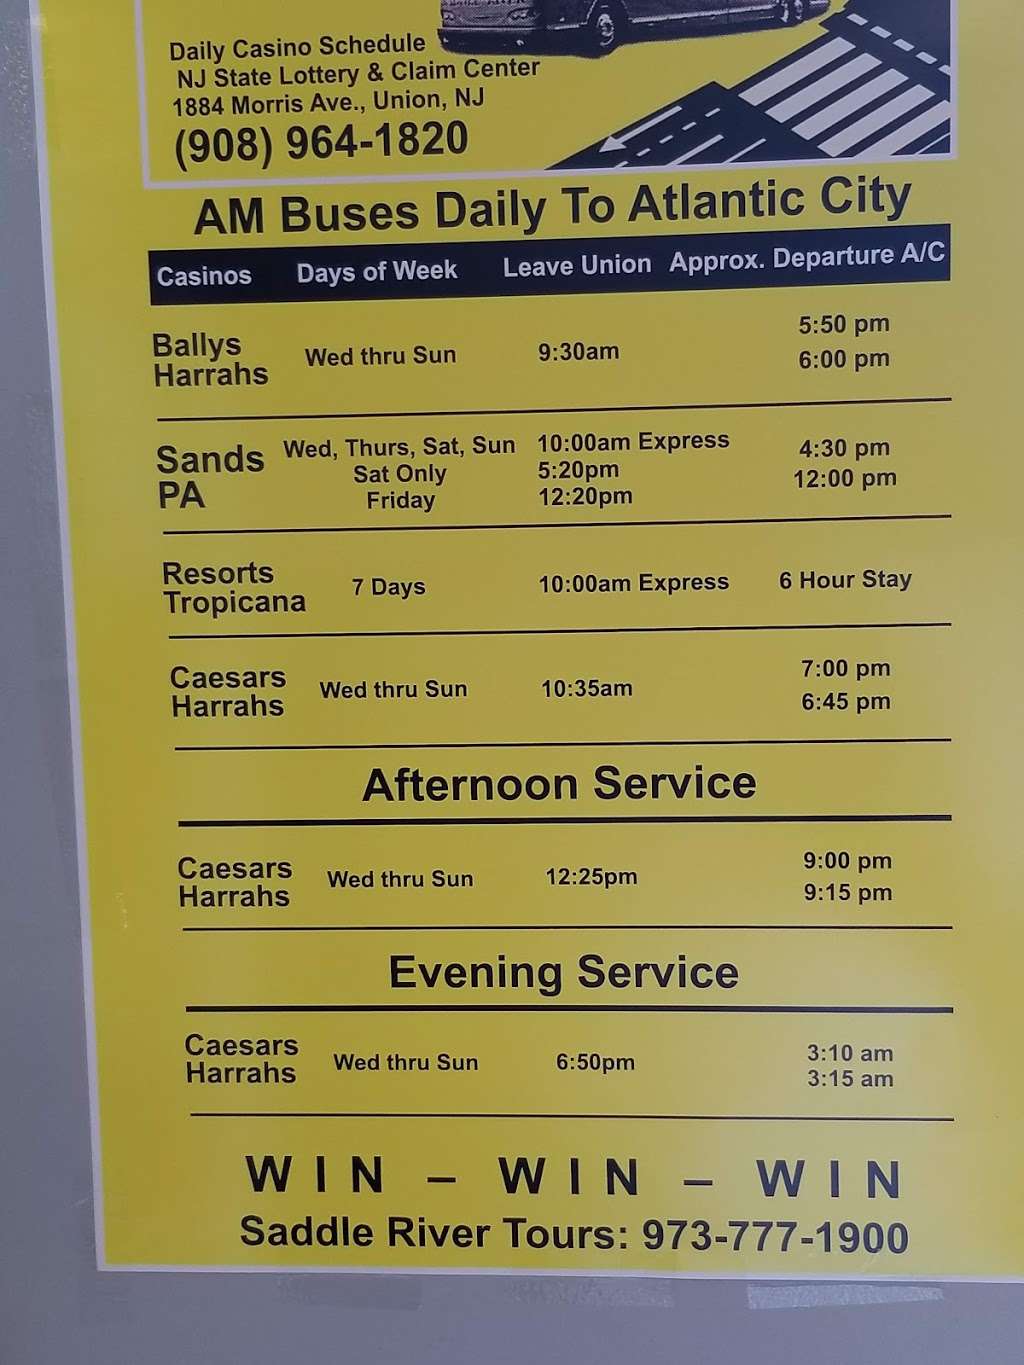 Daily Casino Schedule
NJ State Lottery & Claim Center
1884 Morris Ave., Union, NJ
(908) 964-1820
AM Buses Daily To Atlantic City
Casinos Days of Week Leave Union Approx. Departure A/C
Ballys Harrahs Wed thru Sun 9:30am 5:50 pm 6:00 pm
Sands PA Wed, Thurs, Sat, Sun 10:00am Express 4:30 pm
Sat Only 5:20pm 12:00 pm
Friday 12:20pm
Resorts Tropicana 7 Days 10:00am Express 6 Hour Stay
Caesars Harrahs Wed thru Sun 10:35am 7:00 pm 6:45 pm
Afternoon Service
Caesars Harrahs Wed thru Sun 12:25pm 9:00 pm 9:15 pm
Evening Service
Caesars Harrahs Wed thru Sun 6:50pm 3:10 am 3:15 am
WIN – WIN – WIN
Saddle River Tours: 973-777-1900